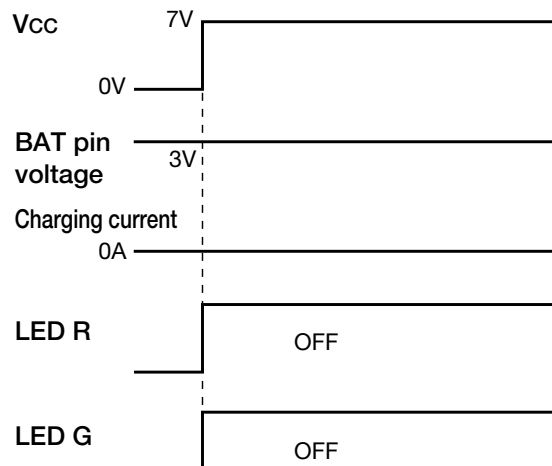 Vcc 7V
0V
BAT pin
voltage
3V
Charging current
0A
LED R
OFF
LED G
OFF